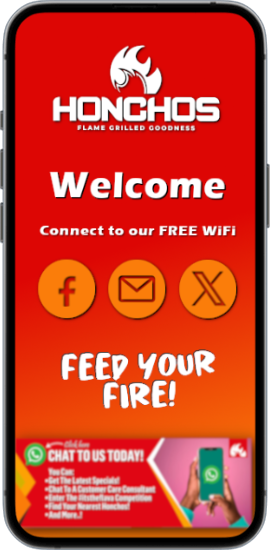 HONCHOS
FLAME GRILLED GOODNESS
Welcome
Connect to our FREE WiFi
FEED YOUR
FIRE!
Click here
CHAT TO US TODAY!
You Can:
•Get The Latest Specials!
•Chat To A Customer Care Consultant
•Enter The #itsthesauce Competition
•Find Your Nearest Honchos!
•And More..!